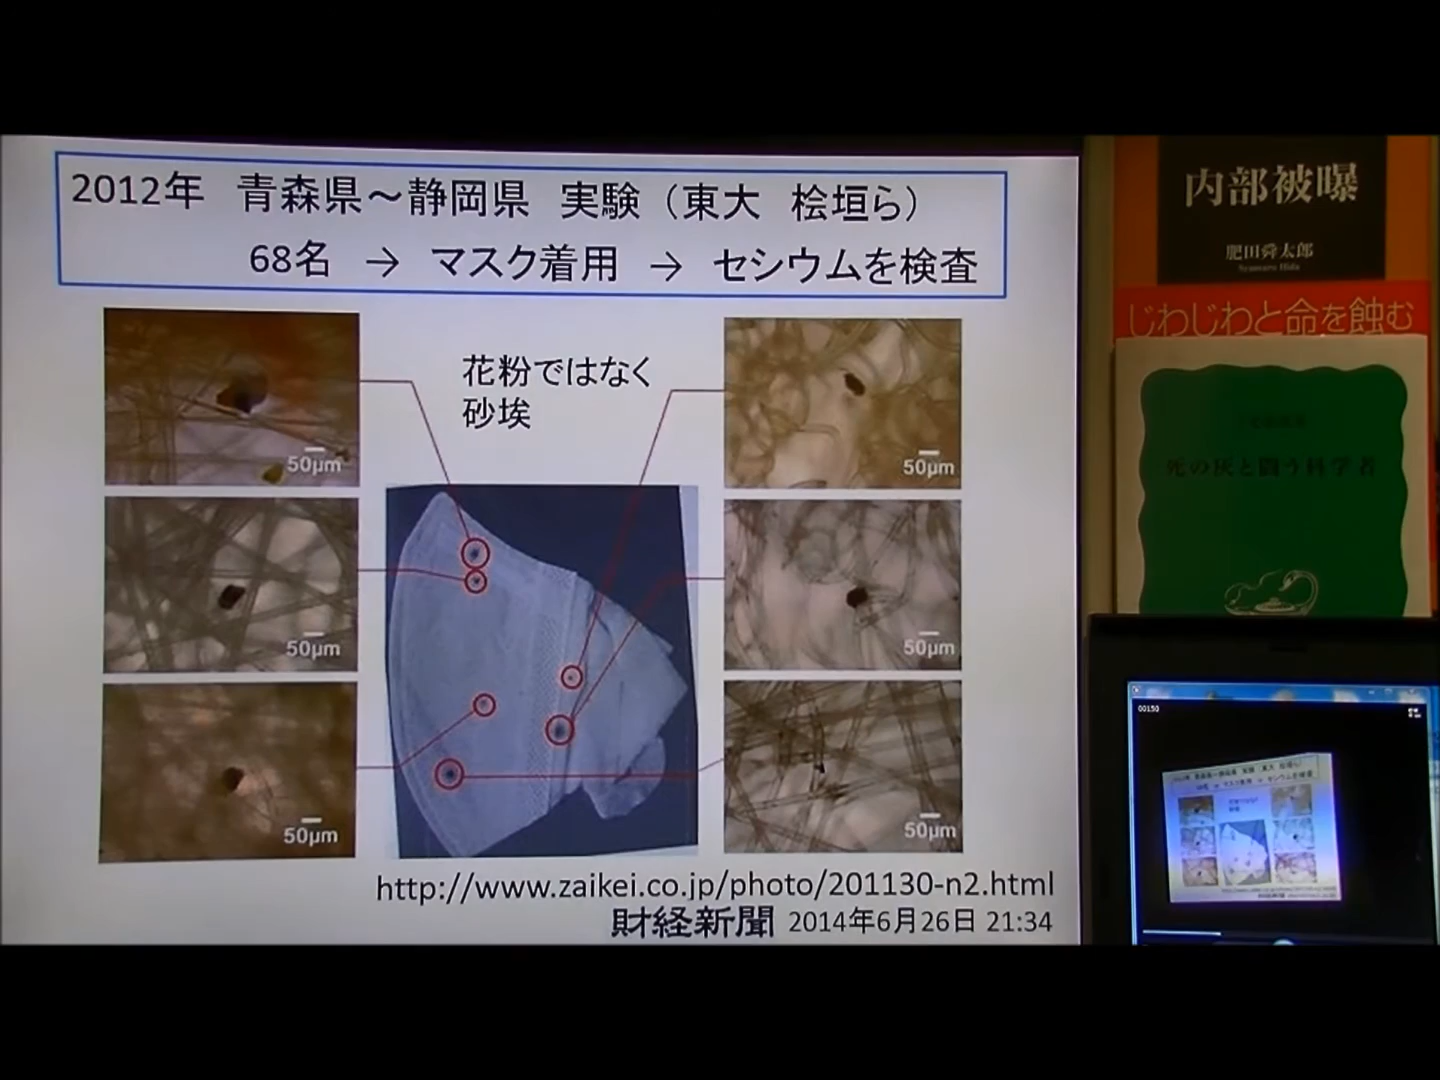 2012年　青森県～静岡県　実験（東大　桧垣ら）
68名 → マスク着用 → セシウムを検査
花粉ではなく
砂埃
50μm
50μm
50μm
50μm
50μm
50μm
http://www.zaikei.co.jp/photo/201130-n2.html
財経新聞 2014年6月26日 21:34
内部被曝
肥田舜太郎
じわじわと命を蝕む
死の灰と闘う科学者
00150